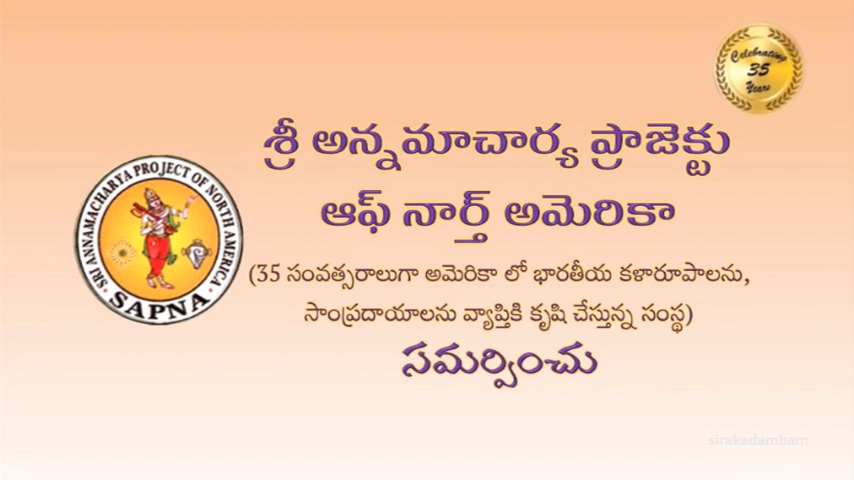 Celebrating
35
Years
శ్రీ అన్నమాచార్య ప్రాజెక్టు
ఆఫ్ నార్త్ అమెరికా
SRI ANNAMACHARYA PROJECT OF NORTH AMERICA
SAPNA
(35 సంవత్సరాలుగా అమెరికా లో భారతీయ కళారూపాలను,
సాంప్రదాయాలను వ్యాప్తికి కృషి చేస్తున్న సంస్థ)
సమర్పించు
sirakadambam